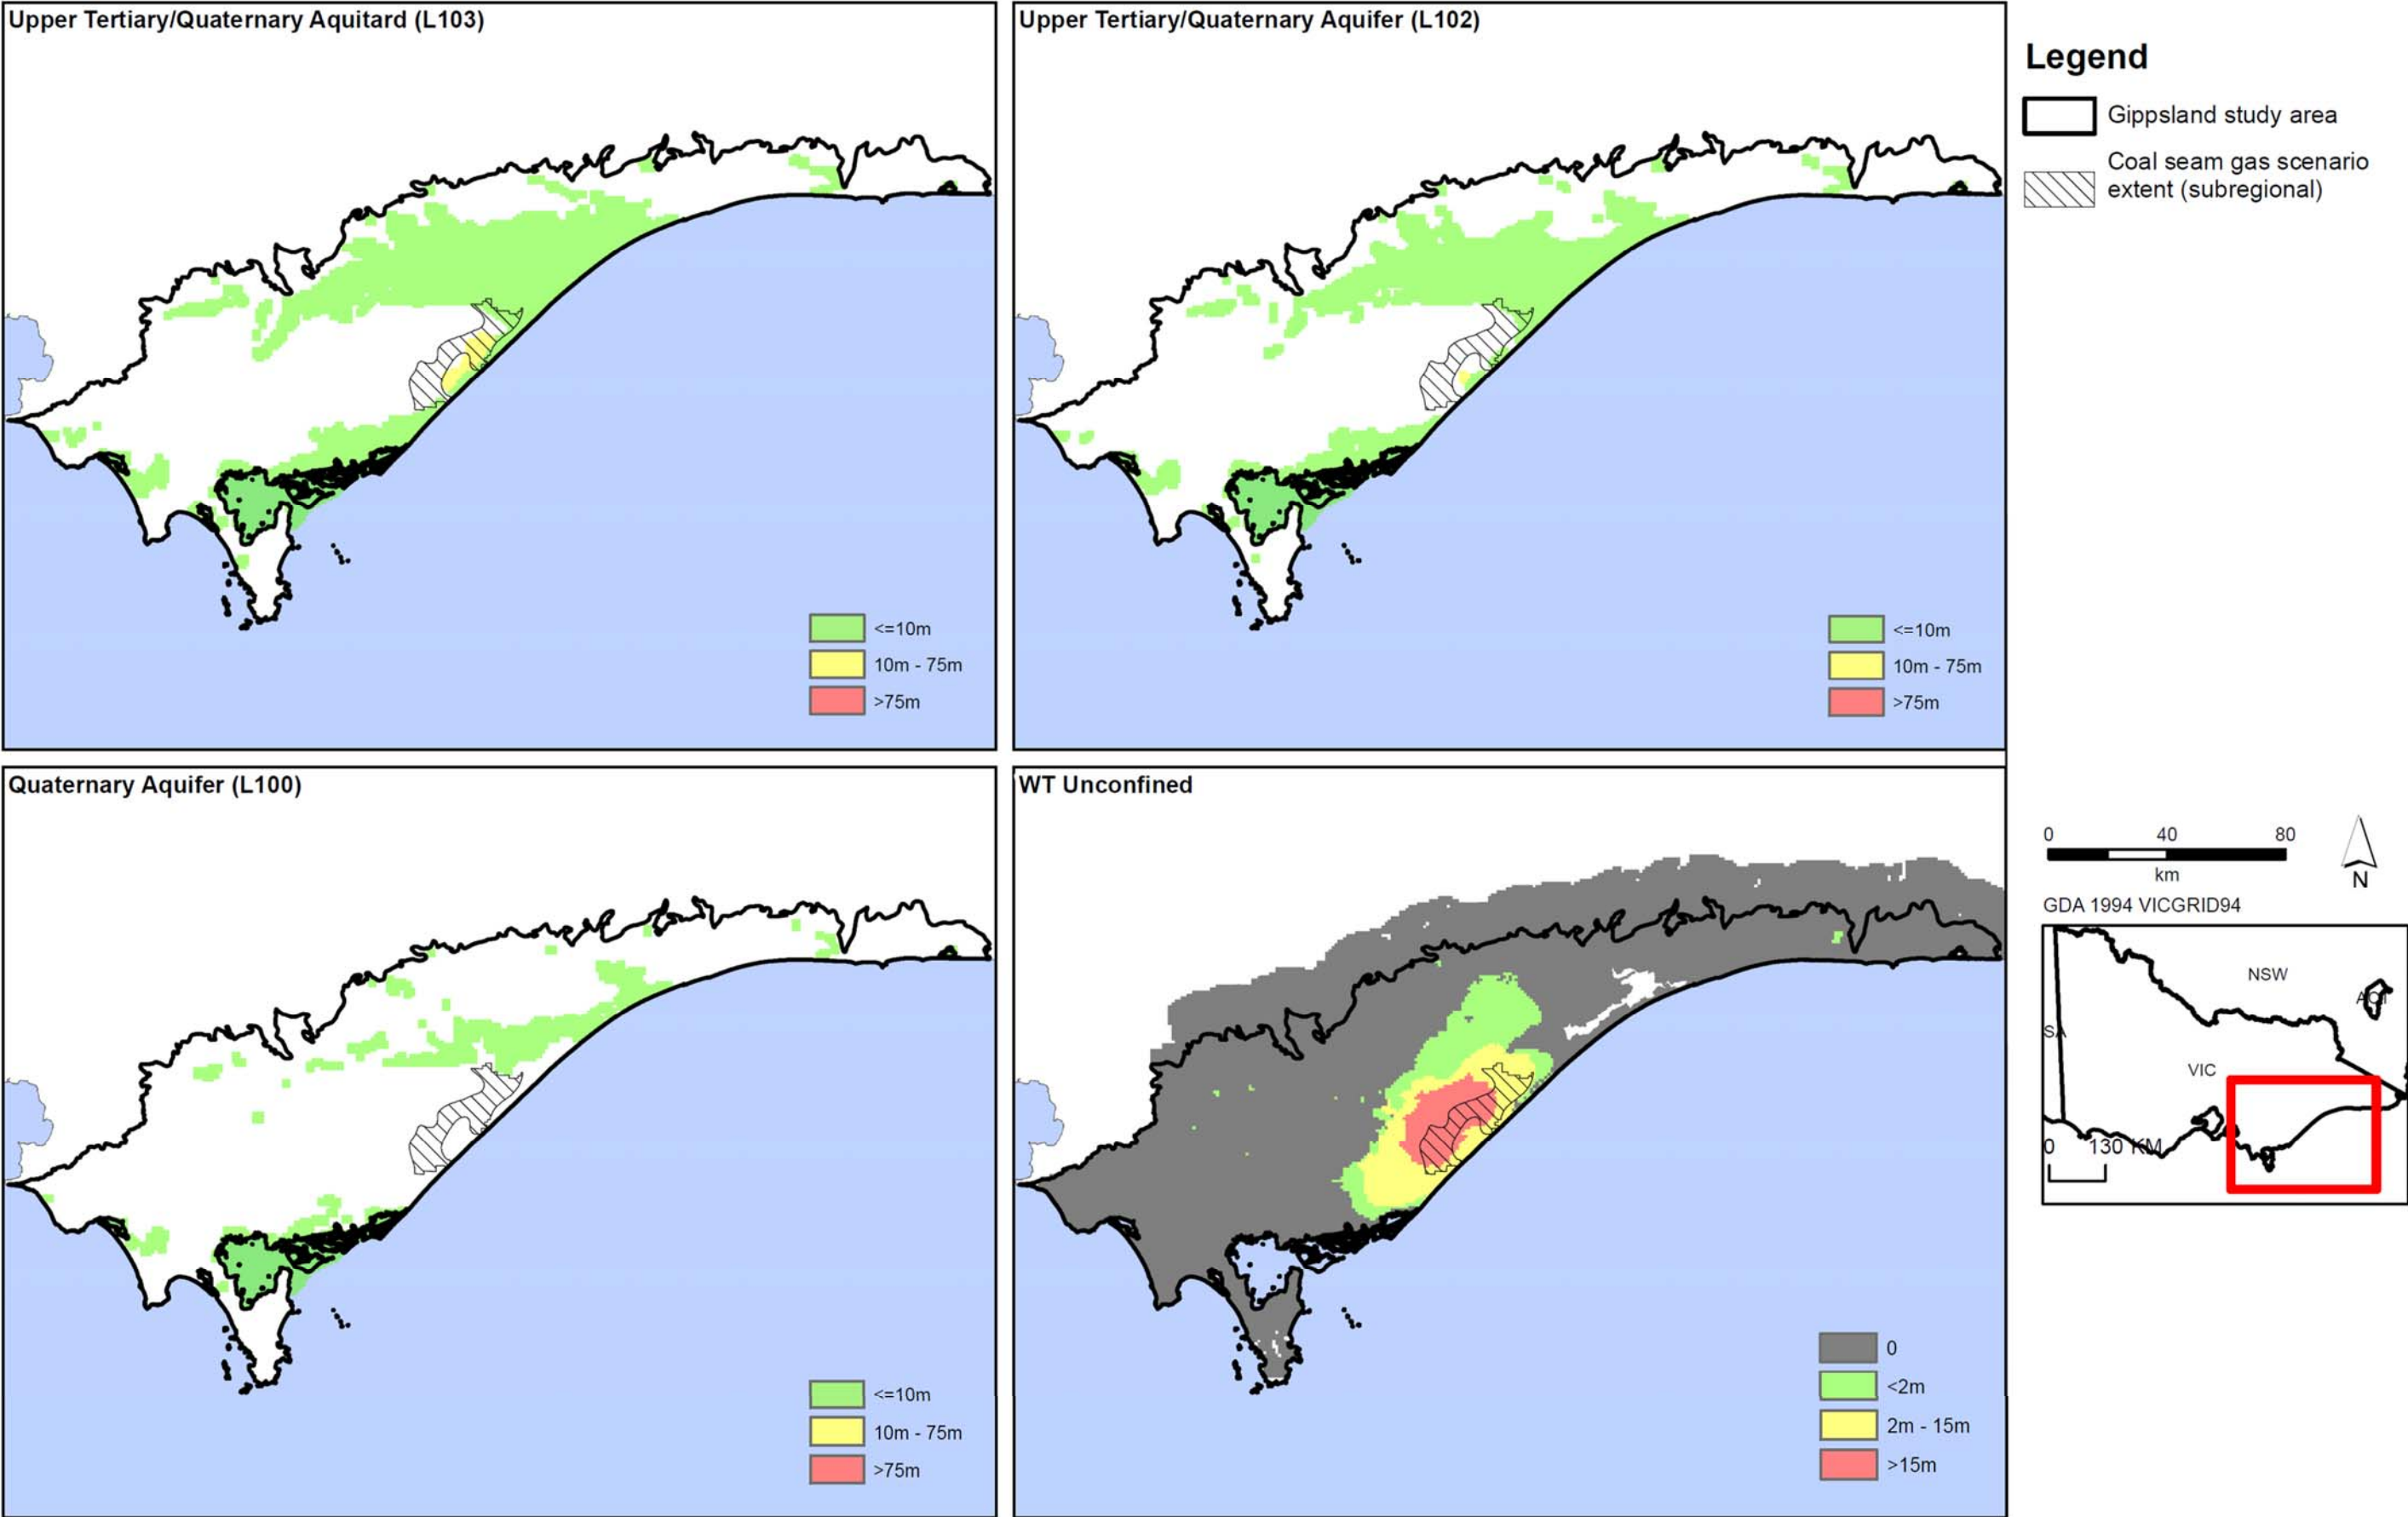 Upper Tertiary/Quaternary Aquitard (L103)
<=10m
10m - 75m
>75m
Upper Tertiary/Quaternary Aquifer (L102)
<=10m
10m - 75m
>75m
Legend
Gippsland study area
Coal seam gas scenario
extent (subregional)
Quaternary Aquifer (L100)
<=10m
10m - 75m
>75m
WT Unconfined
0
<2m
2m - 15m
>15m
0 40 80
km
N
GDA 1994 VICGRID94
NSW
ACT
SA
VIC
0 130 KM